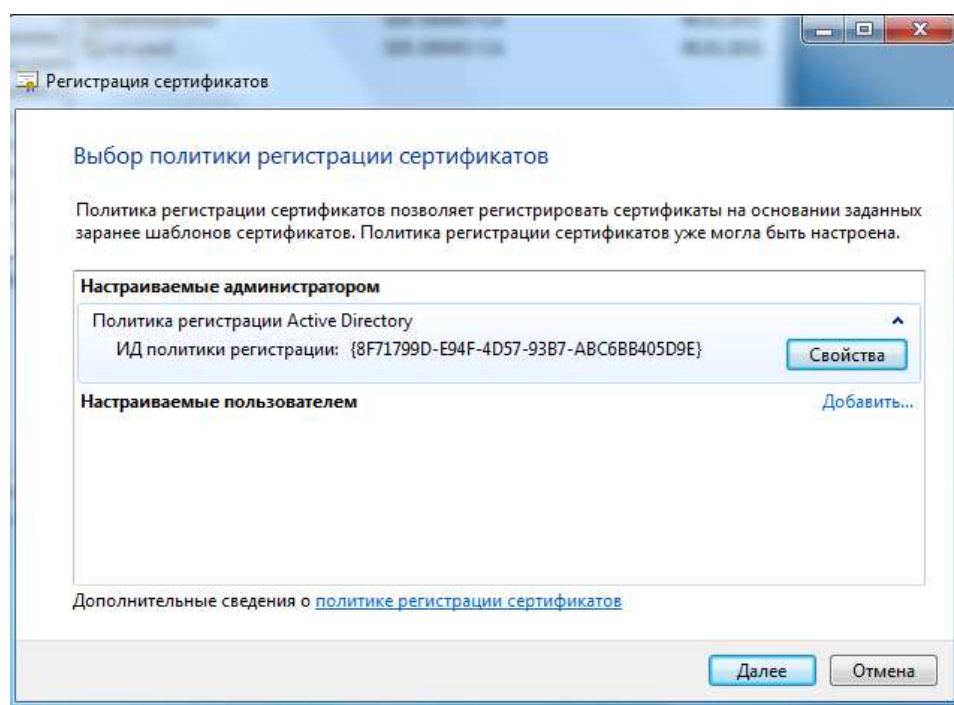 Регистрация сертификатов
Выбор политики регистрации сертификатов
Политика регистрации сертификатов позволяет регистрировать сертификаты на основании заданных
заранее шаблонов сертификатов. Политика регистрации сертификатов уже могла быть настроена.
Настраиваемые администратором
Политика регистрации Active Directory
ИД политики регистрации: {8F71799D-E94F-4D57-93B7-ABC6BB405D9E}
Свойства
Настраиваемые пользователем
Добавить...
Дополнительные сведения о политике регистрации сертификатов
Далее
Отмена